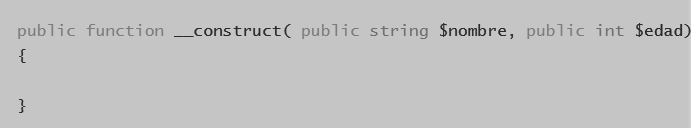 public function __construct( public string $nombre, public int $edad)
{
}